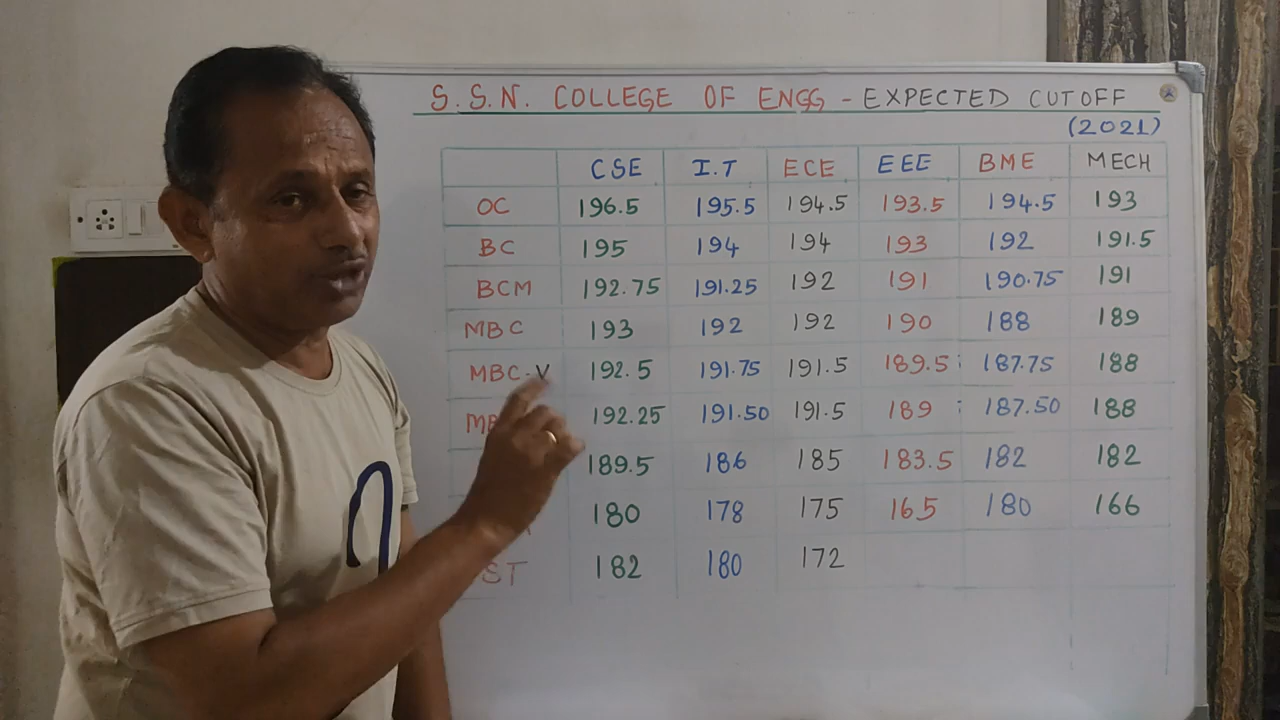 S.S.N. COLLEGE OF ENGG - EXPECTED CUTOFF
(2021)
CSE I.T ECE EEE BME MECH
OC 196.5 195.5 194.5 193.5 194.5 193
BC 195 194 194 193 192 191.5
BCM 192.75 191.25 192 191 190.75 191
MBC 193 192 192 190 188 189
MBC-V 192.5 191.75 191.5 189.5 187.75 188
192.25 191.50 191.5 189 187.50 188
189.5 186 185 183.5 182 182
180 178 175 165 180 166
ST 182 180 172